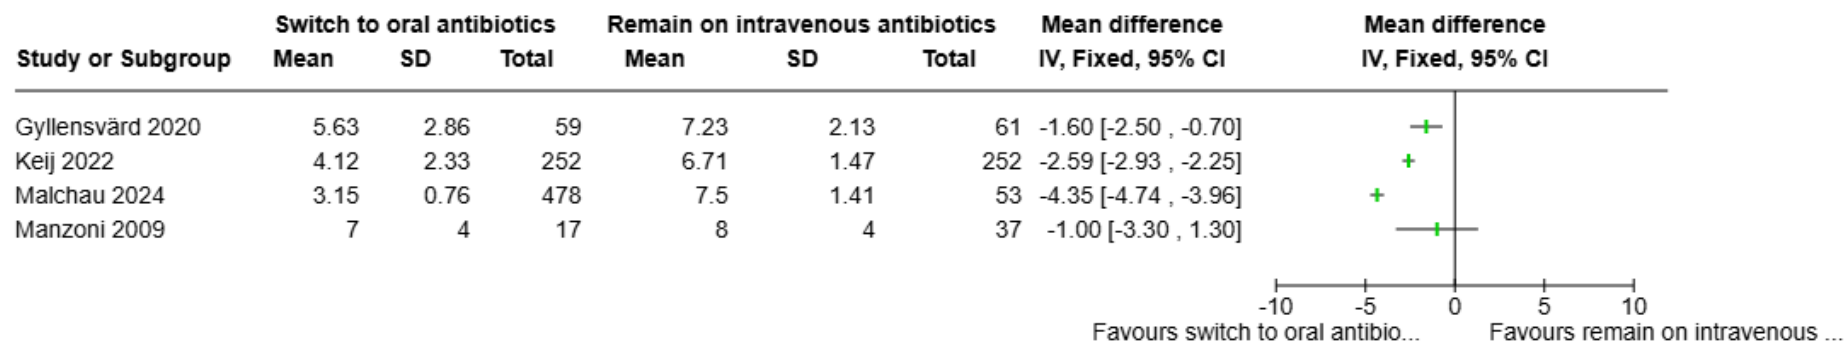 Switch to oral antibiotics Remain on intravenous antibiotics Mean difference Mean difference
Study or Subgroup Mean SD Total Mean SD Total IV, Fixed, 95% CI IV, Fixed, 95% CI
Gyllensvärd 2020 5.63 2.86 59 7.23 2.13 61 -1.60 [-2.50 , -0.70]
Keij 2022 4.12 2.33 252 6.71 1.47 252 -2.59 [-2.93 , -2.25]
Malchau 2024 3.15 0.76 478 7.5 1.41 53 -4.35 [-4.74 , -3.96]
Manzoni 2009 7 4 17 8 4 37 -1.00 [-3.30 , 1.30]
-10 -5 0 5 10
Favours switch to oral antibio... Favours remain on intravenous ...